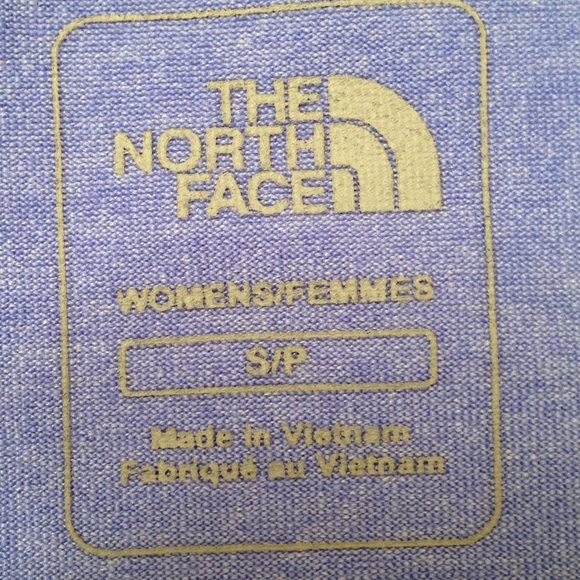 THE
NORTH
FACE
WOMENS/FEMMES
S/P
Made in Vietnam
Fabriqué au Vietnam